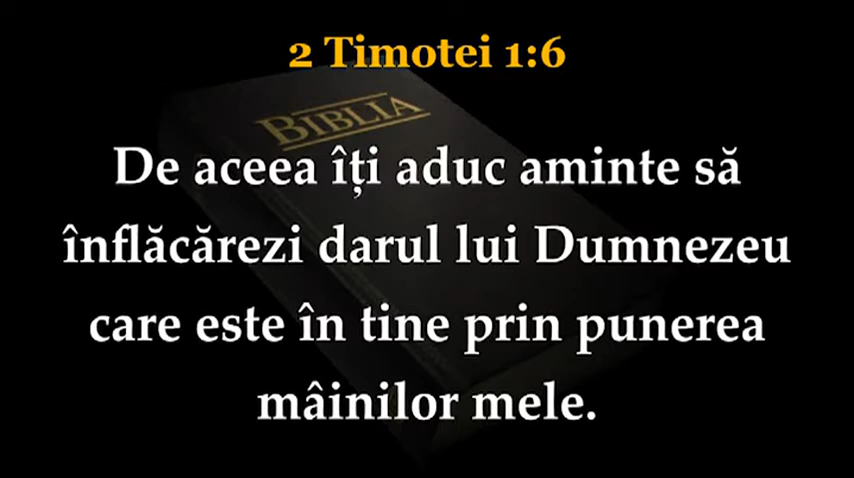 2 Timotei 1:6
BIBLIA
De aceea îți aduc aminte să
înflăcărezi darul lui Dumnezeu
care este în tine prin punerea
mâinilor mele.